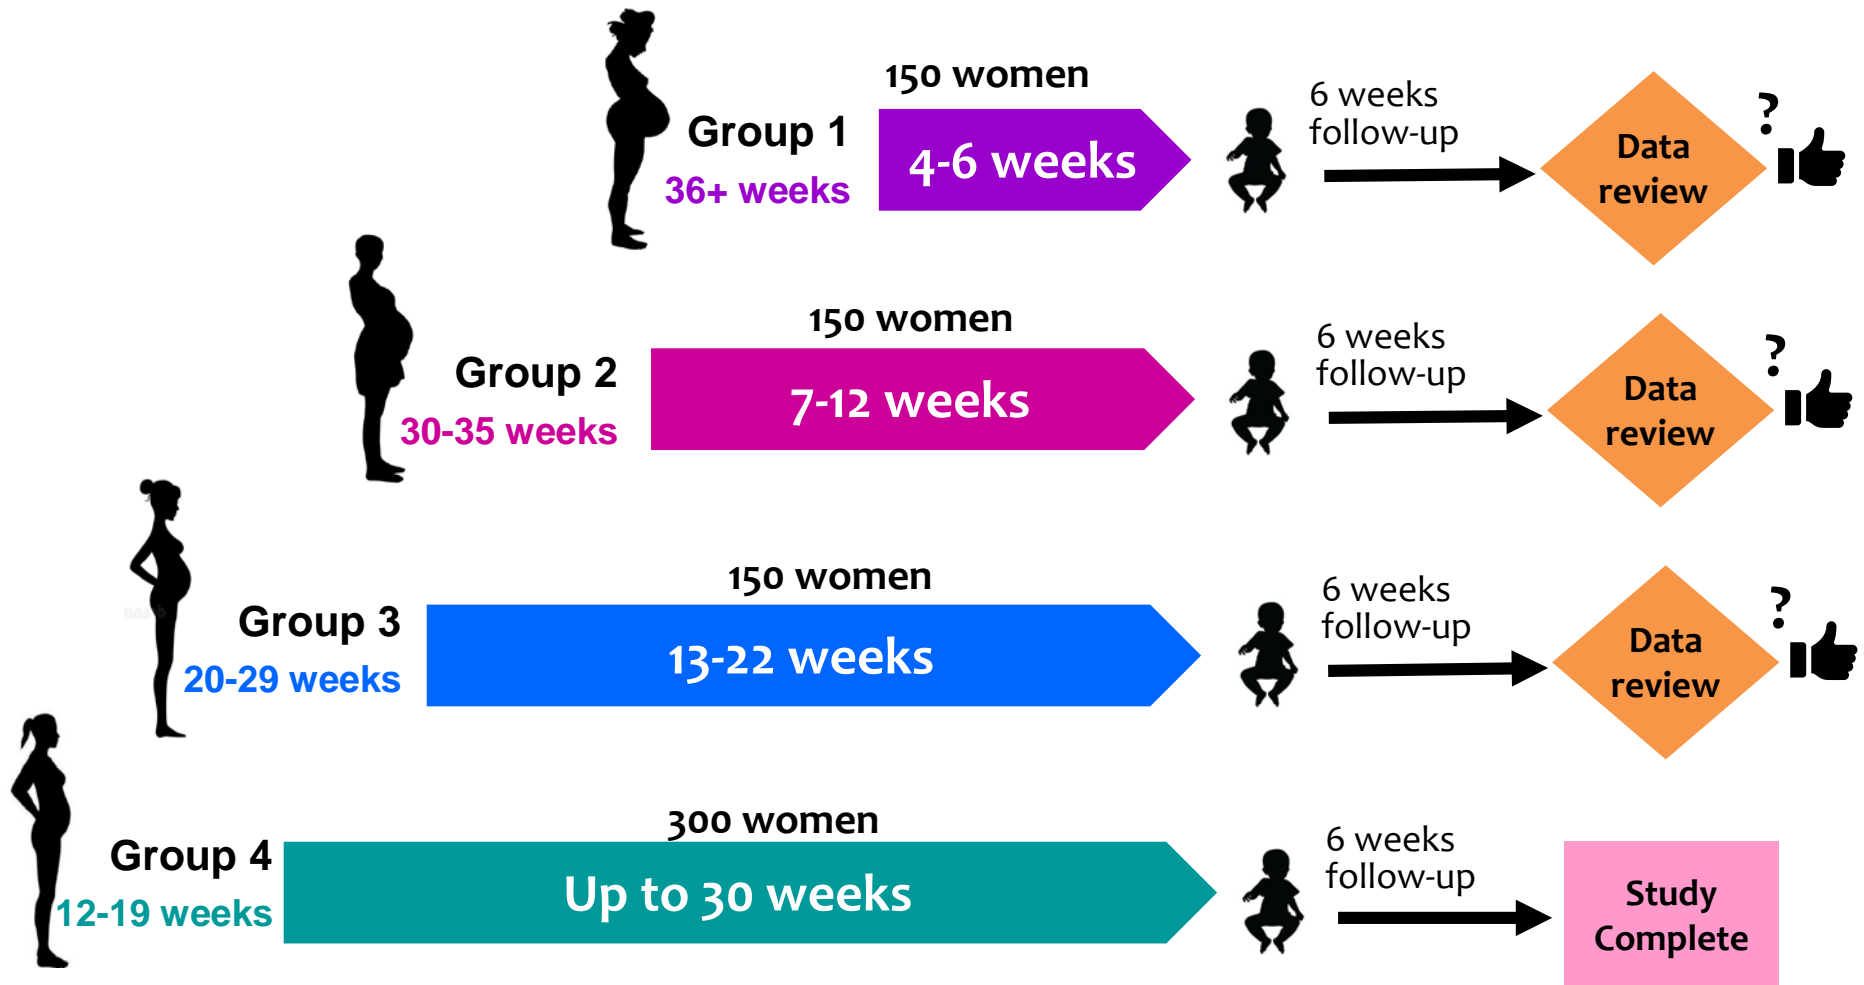 150 women
Group 1
36+ weeks
4-6 weeks
6 weeks
follow-up
Data
review
?
150 women
Group 2
30-35 weeks
7-12 weeks
6 weeks
follow-up
Data
review
?
150 women
Group 3
20-29 weeks
13-22 weeks
6 weeks
follow-up
Data
review
?
300 women
Group 4
12-19 weeks
Up to 30 weeks
6 weeks
follow-up
Study
Complete